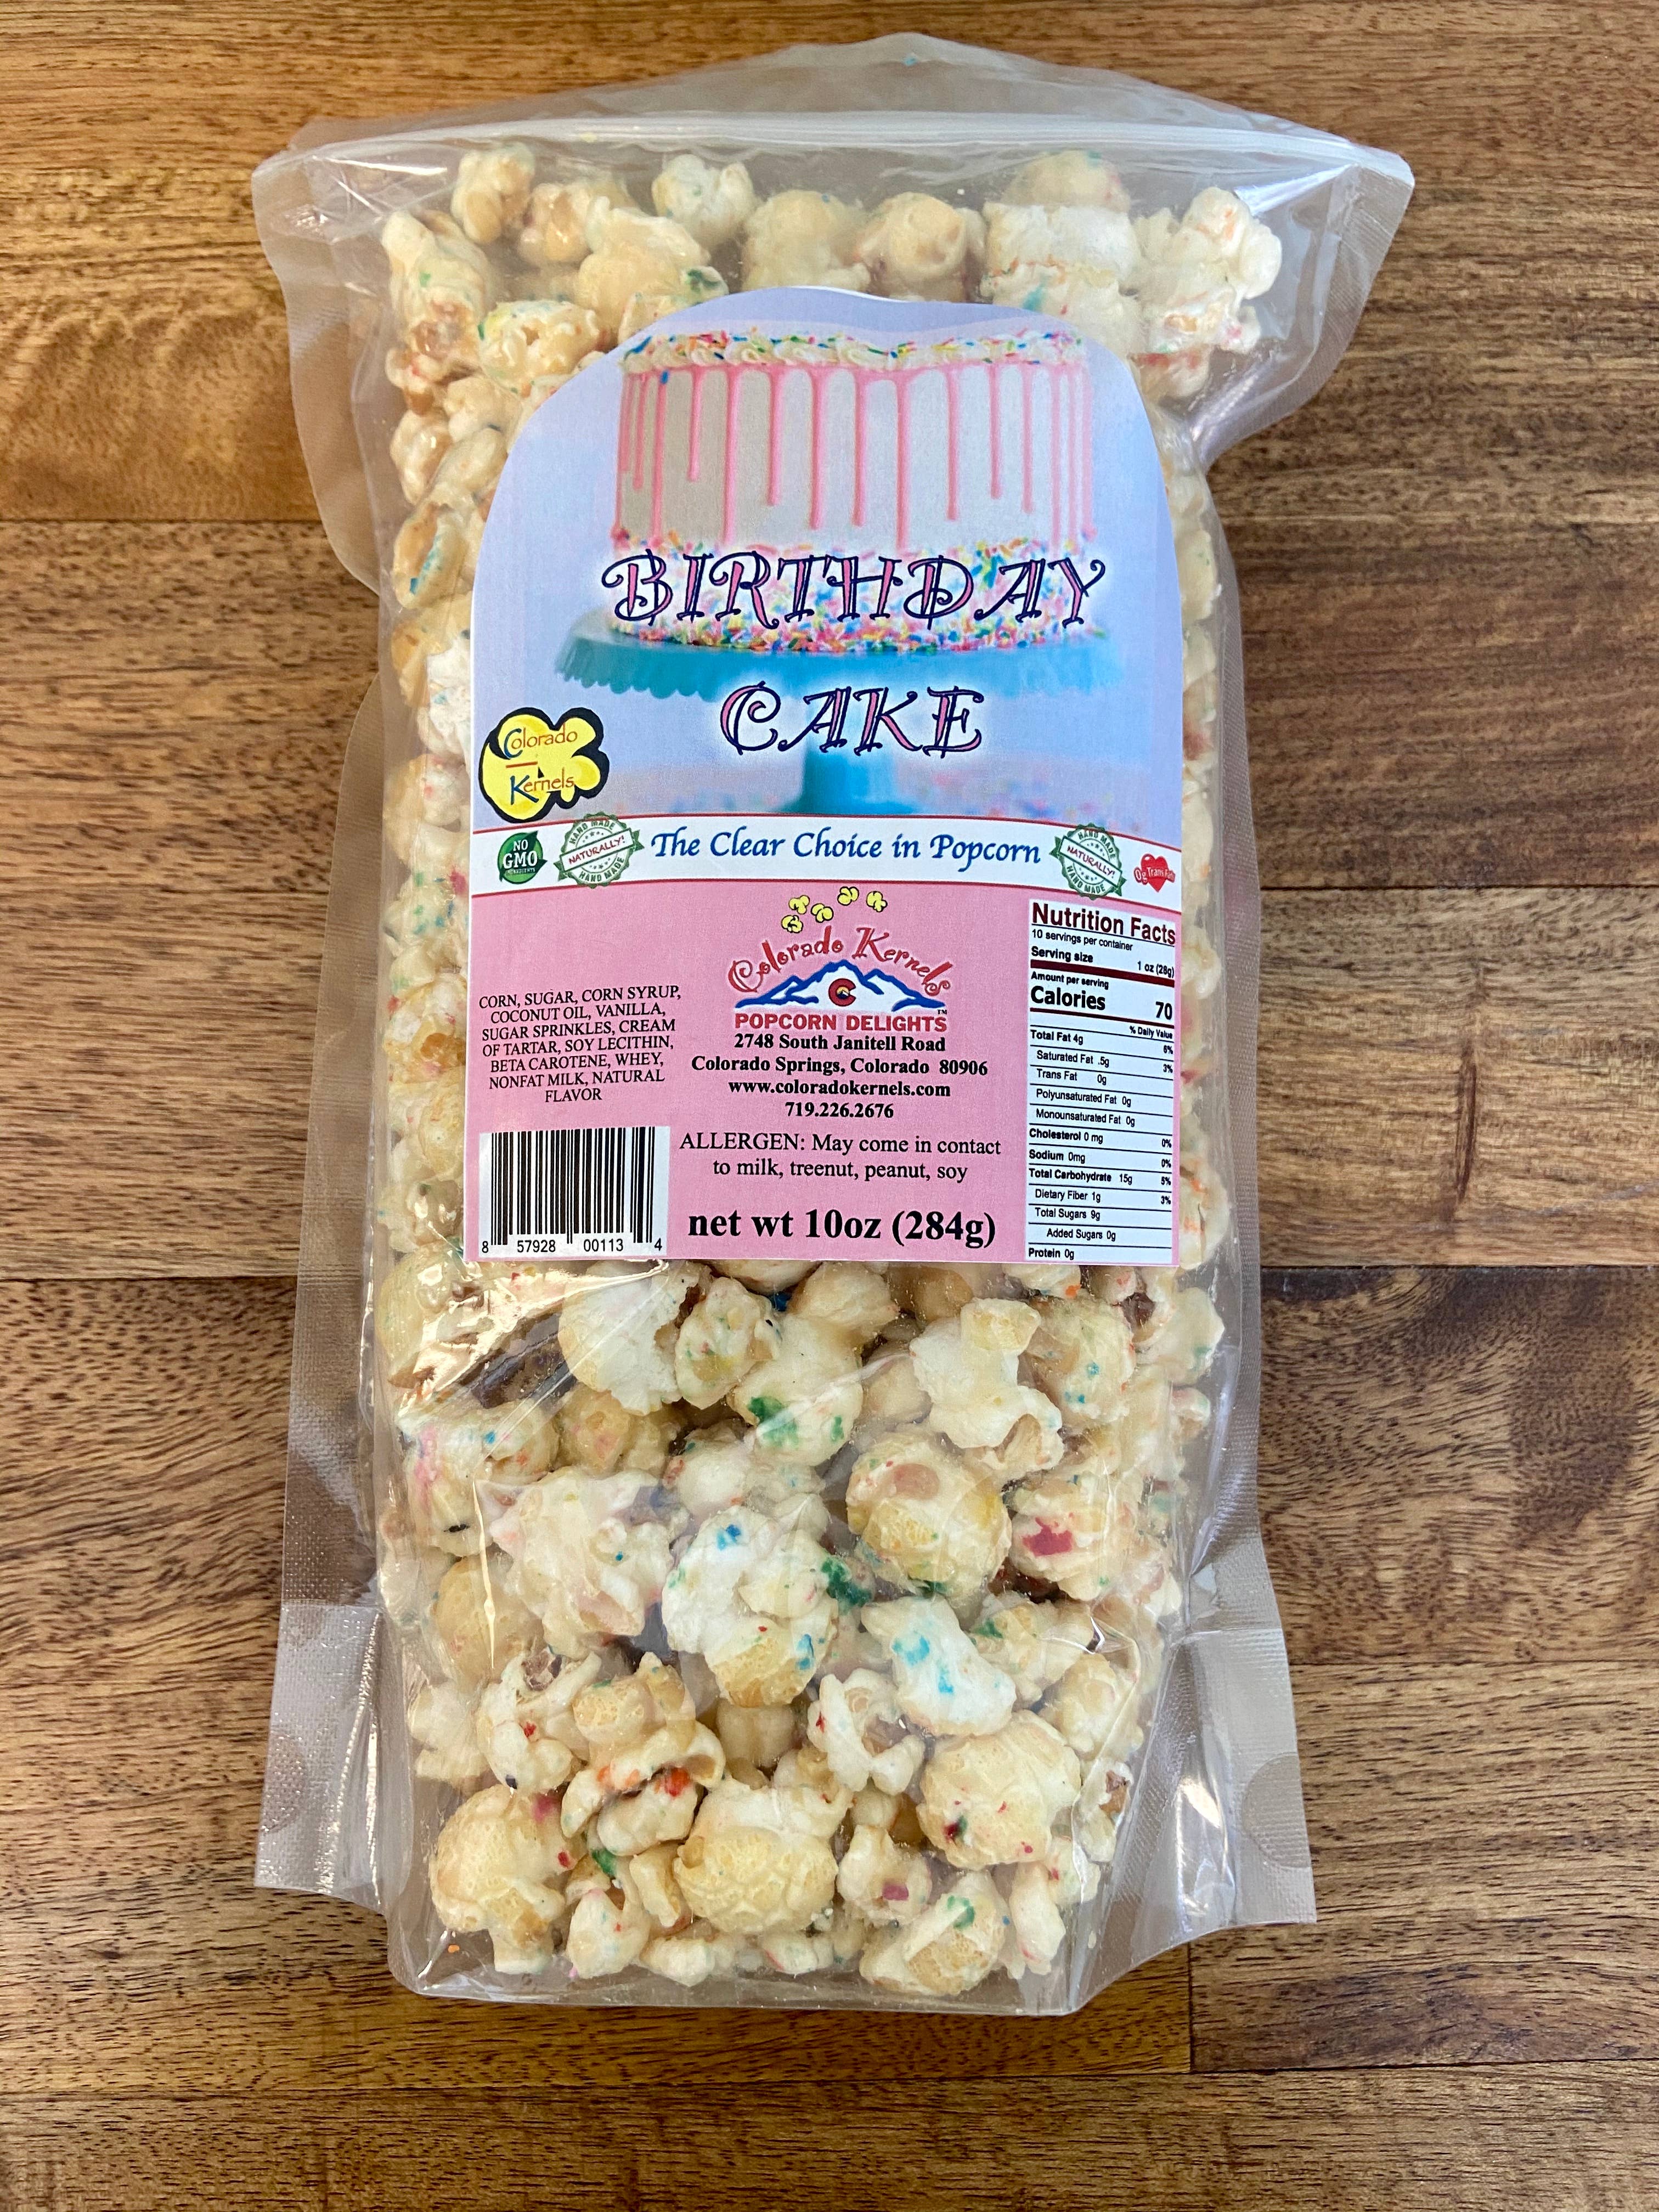 BIRTHDAY
CAKE
Colorado
Kernels
NO
GMO
HAND MADE
NATURALLY!
HAND MADE
The Clear Choice in Popcorn
HAND MADE
NATURALLY!
HAND MADE
0g Trans Fat
CORN, SUGAR, CORN SYRUP,
COCONUT OIL, VANILLA,
SUGAR SPRINKLES, CREAM
OF TARTAR, SOY LECITHIN,
BETA CAROTENE, WHEY,
NONFAT MILK, NATURAL
FLAVOR
8 57928 00113 4
Colorado Kernels
C
POPCORN DELIGHTS
TM
2748 South Janitell Road
Colorado Springs, Colorado 80906
www.coloradokernels.com
719.226.2676
ALLERGEN: May come in contact
to milk, treenut, peanut, soy
net wt 10oz (284g)
Nutrition Facts
10 servings per container
Serving size 1 oz (28g)
Amount per serving
Calories 70
% Daily Value
Total Fat 4g 6%
Saturated Fat .5g 3%
Trans Fat 0g
Polyunsaturated Fat 0g
Monounsaturated Fat 0g
Cholesterol 0 mg 0%
Sodium 0mg 0%
Total Carbohydrate 15g 5%
Dietary Fiber 1g 3%
Total Sugars 9g
Added Sugars 0g
Protein 0g